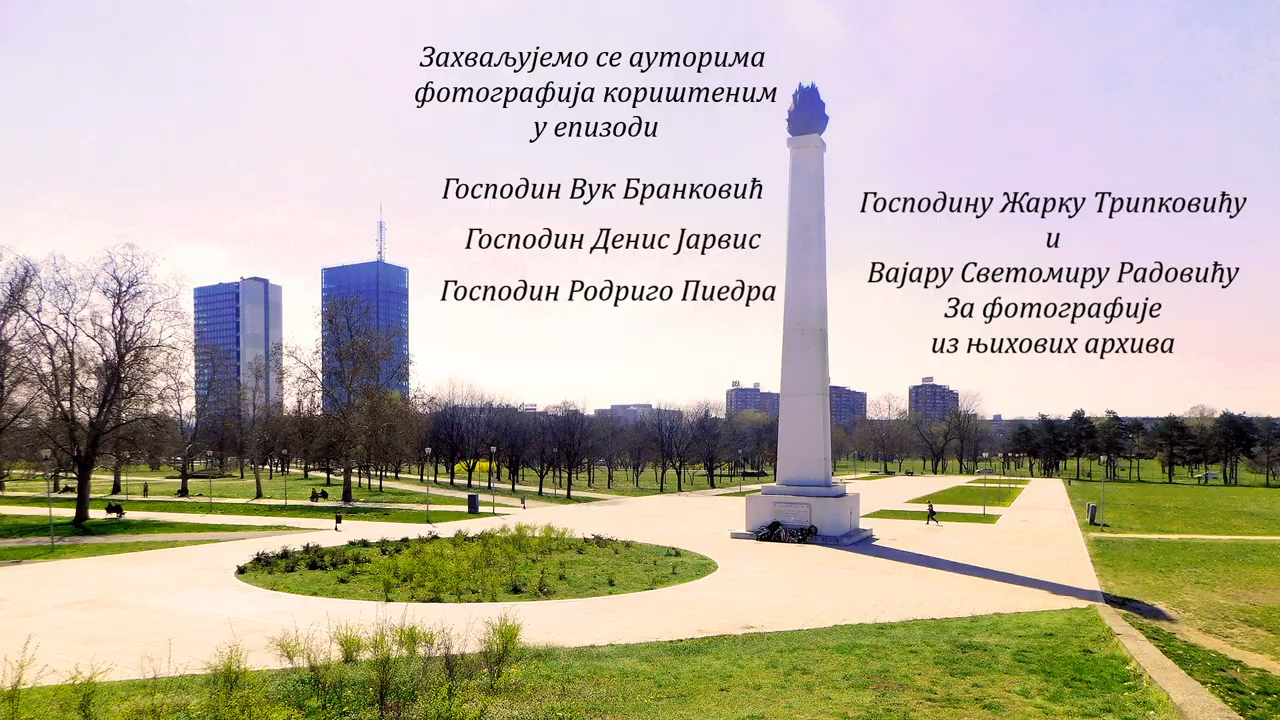 Захваљујемо се ауторима
фотографија кориштеним
у епизоди
Господин Вук Бранковић
Господин Денис Јарвис
Господин Родриго Пиедра
Господину Жарку Трипковићу
и
Вајару Светомиру Радовићу
За фотографије
из њихових архива